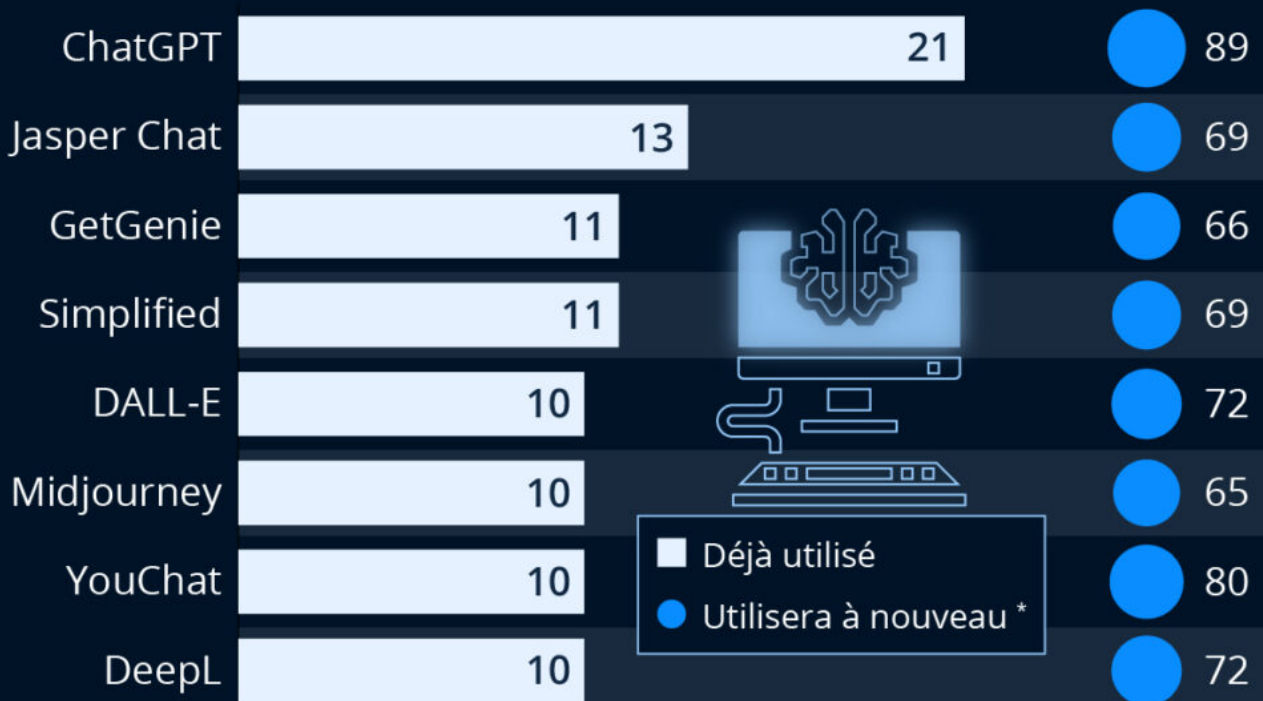 ChatGPT 21 89
Jasper Chat 13 69
GetGenie 11 66
Simplified 11 69
DALL-E 10 72
Midjourney 10 65
YouChat 10 80
DeepL 10 72
Déjà utilisé
Utilisera à nouveau *